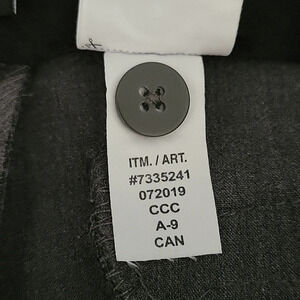 ITM. / ART.
#7335241
072019
CCC
A-9
CAN